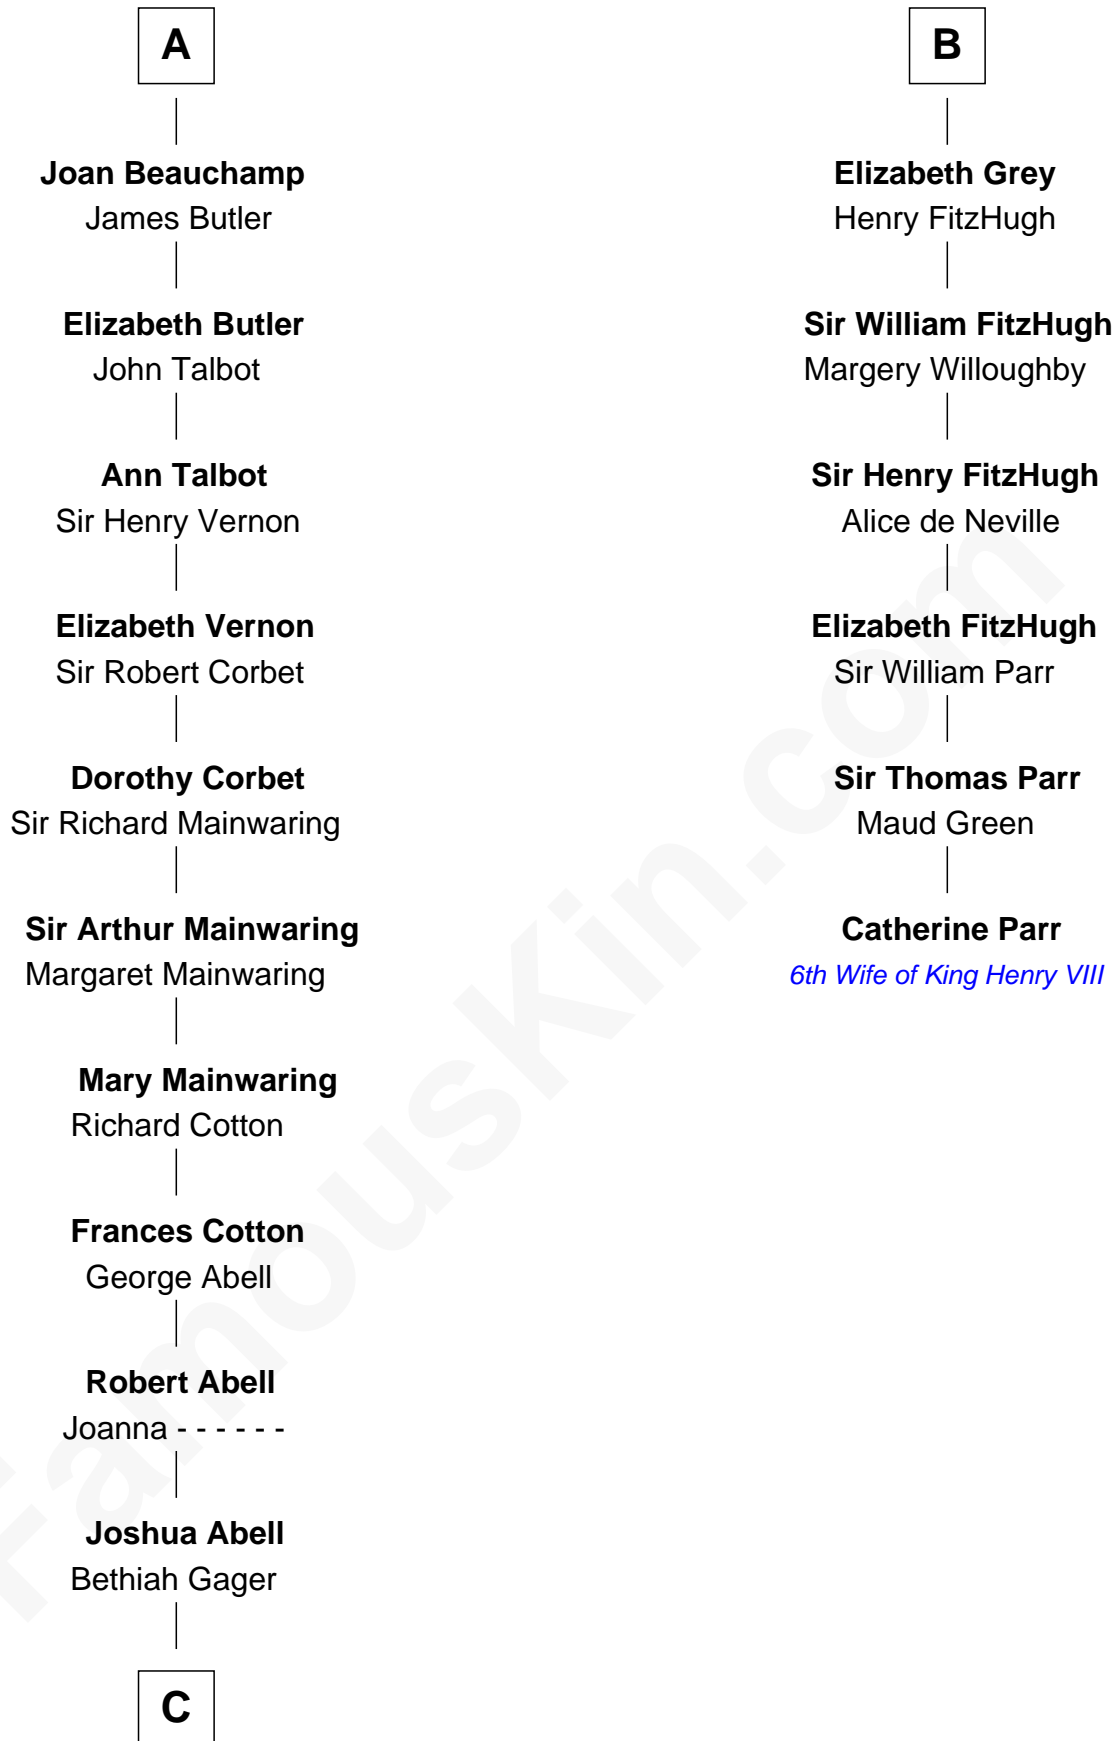 A
Joan Beauchamp
James Butler
Elizabeth Butler
John Talbot
Ann Talbot
Sir Henry Vernon
Elizabeth Vernon
Sir Robert Corbet
Dorothy Corbet
Sir Richard Mainwaring
Sir Arthur Mainwaring
Margaret Mainwaring
Mary Mainwaring
Richard Cotton
Frances Cotton
George Abell
Robert Abell
Joanna - - - - - -
Joshua Abell
Bethiah Gager
C
B
Elizabeth Grey
Henry FitzHugh
Sir William FitzHugh
Margery Willoughby
Sir Henry FitzHugh
Alice de Neville
Elizabeth FitzHugh
Sir William Parr
Sir Thomas Parr
Maud Green
Catherine Parr
6th Wife of King Henry VIII
FamousKin.com